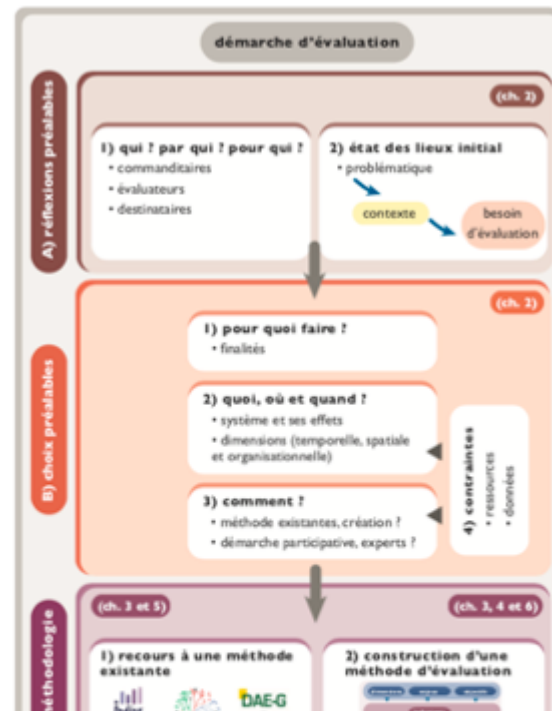 démarche d'évaluation
A) réflexions préalables
(ch. 2)
1) qui ? par qui ? pour qui ?
• commanditaires
• évaluateurs
• destinataires
2) état des lieux initial
• problématique
contexte
besoin
d'évaluation
B) choix préalables
(ch. 2)
1) pour quoi faire ?
• finalités
2) quoi, où et quand ?
• système et ses effets
• dimensions (temporelle, spatiale
et organisationnelle)
3) comment ?
• méthode existantes, création ?
• démarche participative, experts ?
4) contraintes
• ressources
• données
méthodologie
(ch. 3 et 5)
(ch. 3, 4 et 6)
1) recours à une méthode
existante
DAE-G
2) construction d'une
méthode d'évaluation